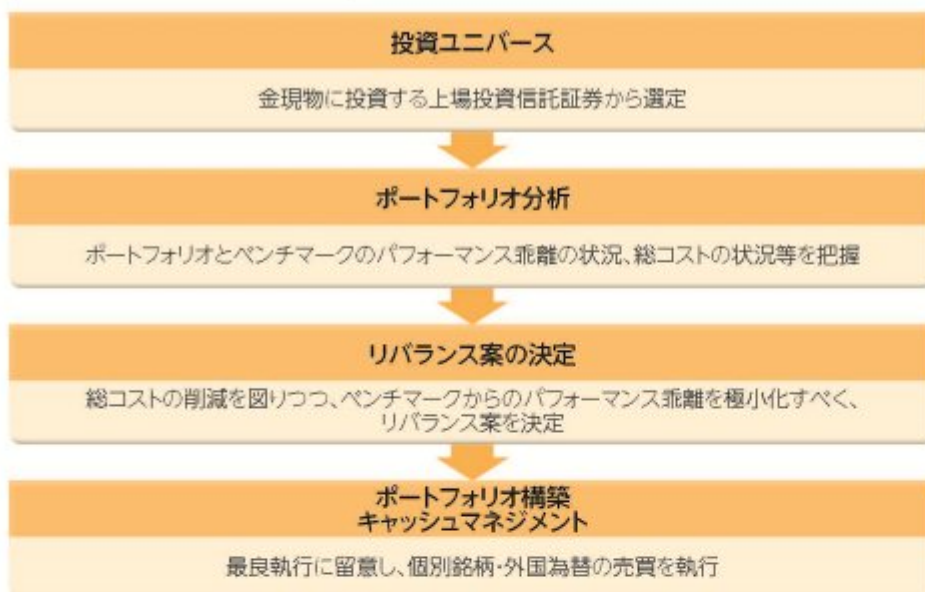 投資ユニバース
金現物に投資する上場投資信託証券から選定
ポートフォリオ分析
ポートフォリオとベンチマークのパフォーマンス乖離の状況、総コストの状況等を把握
リバランス案の決定
総コストの削減を図りつつ、ベンチマークからのパフォーマンス乖離を極小化すべく、
リバランス案を決定
ポートフォリオ構築
キャッシュマネジメント
最良執行に留意し、個別銘柄・外国為替の売買を執行